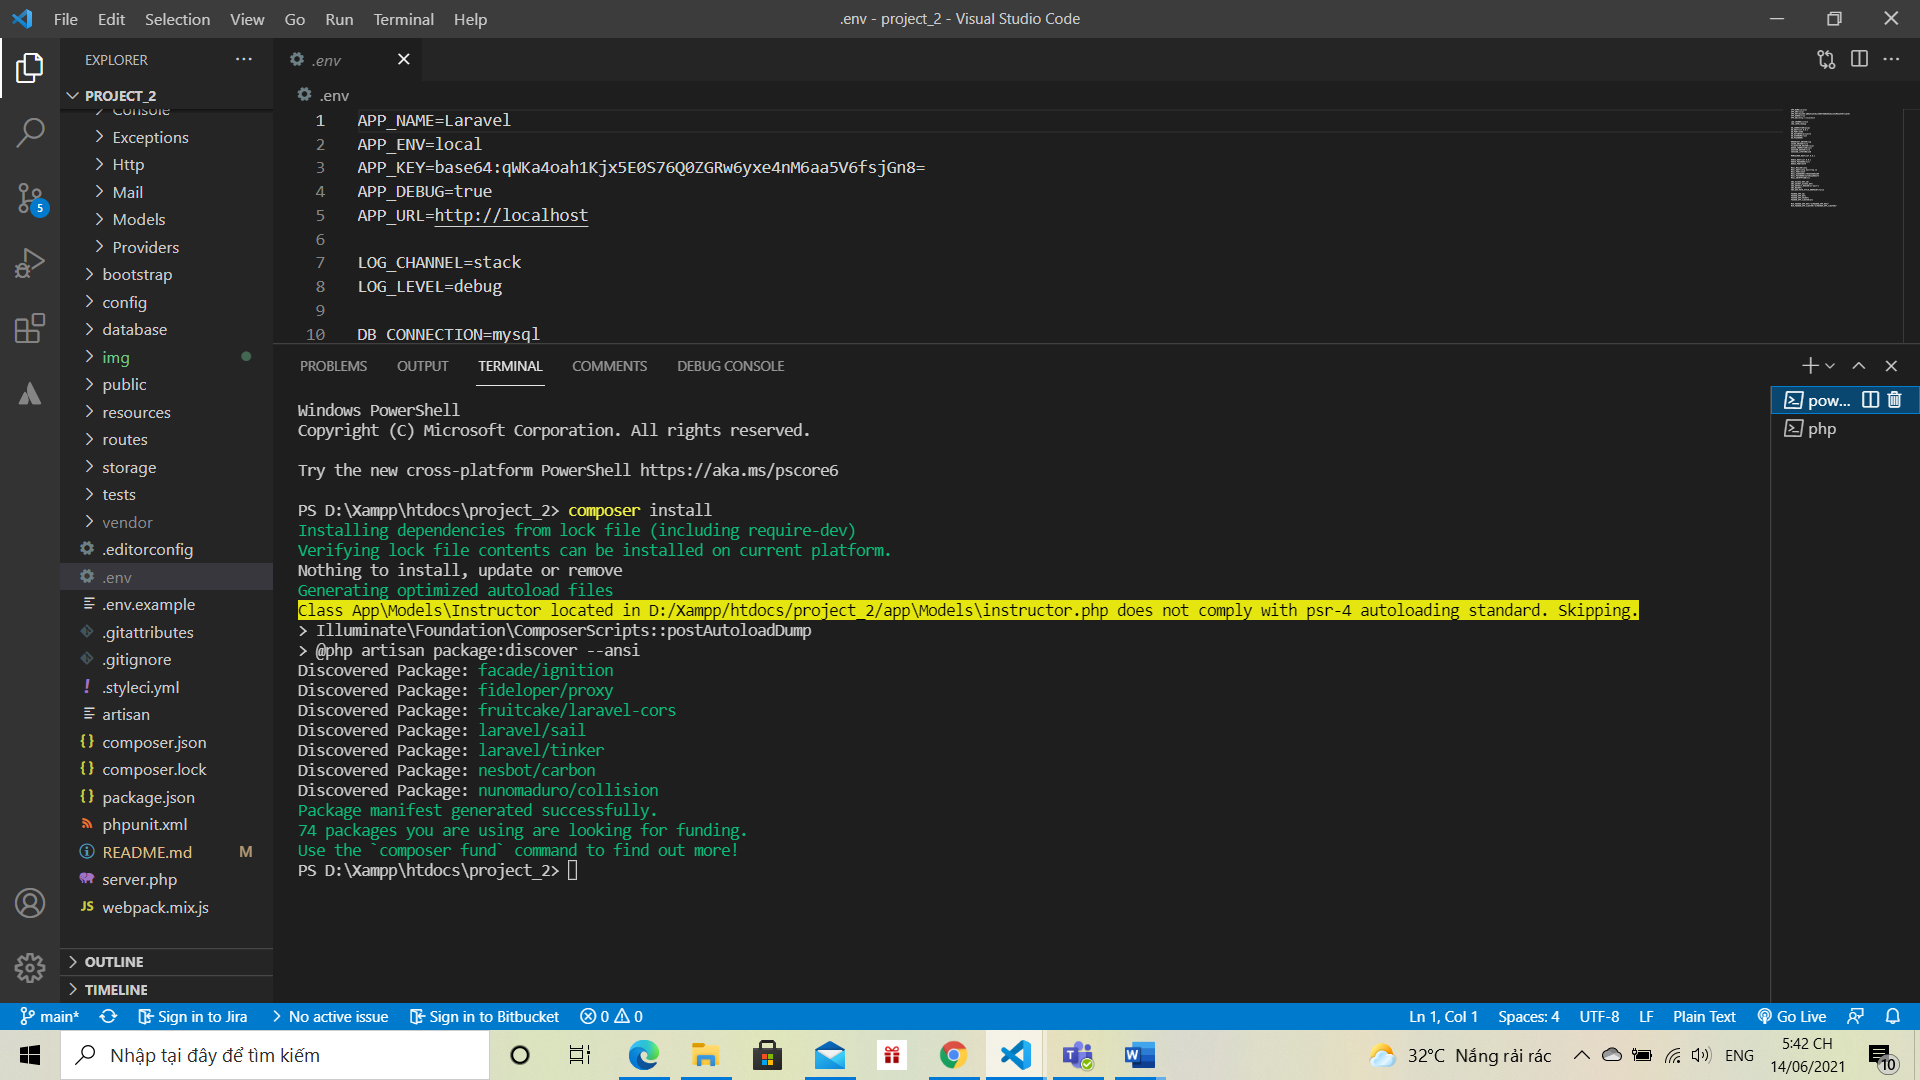 File Edit Selection View Go Run Terminal Help
.env - project_2 - Visual Studio Code
EXPLORER
PROJECT_2
Console
Exceptions
Http
Mail
Models
Providers
bootstrap
config
database
img
public
resources
routes
storage
tests
vendor
.editorconfig
.env
.env.example
.gitattributes
.gitignore
.styleci.yml
artisan
composer.json
composer.lock
package.json
phpunit.xml
README.md M
server.php
webpack.mix.js
OUTLINE
TIMELINE
.env
.env
1 APP_NAME=Laravel
2 APP_ENV=local
3 APP_KEY=base64:qWKa4oah1Kjx5E0S76Q0ZGRw6yxe4nM6aa5V6fsjGn8=
4 APP_DEBUG=true
5 APP_URL=http://localhost
6
7 LOG_CHANNEL=stack
8 LOG_LEVEL=debug
9
10 DB_CONNECTION=mysql
PROBLEMS OUTPUT TERMINAL COMMENTS DEBUG CONSOLE
Windows PowerShell
Copyright (C) Microsoft Corporation. All rights reserved.
Try the new cross-platform PowerShell https://aka.ms/pscore6
PS D:\Xampp\htdocs\project_2> composer install
Installing dependencies from lock file (including require-dev)
Verifying lock file contents can be installed on current platform.
Nothing to install, update or remove
Generating optimized autoload files
Class App\Models\Instructor located in D:/Xampp/htdocs/project_2/app\Models\instructor.php does not comply with psr-4 autoloading standard. Skipping.
> Illuminate\Foundation\ComposerScripts::postAutoloadDump
> @php artisan package:discover --ansi
Discovered Package: facade/ignition
Discovered Package: fideloper/proxy
Discovered Package: fruitcake/laravel-cors
Discovered Package: laravel/sail
Discovered Package: laravel/tinker
Discovered Package: nesbot/carbon
Discovered Package: nunomaduro/collision
Package manifest generated successfully.
74 packages you are using are looking for funding.
Use the `composer fund` command to find out more!
PS D:\Xampp\htdocs\project_2>
pow...
php
5
main* Sign in to Jira No active issue Sign in to Bitbucket 0 0
Ln 1, Col 1 Spaces: 4 UTF-8 LF Plain Text Go Live
Nhập tại đây để tìm kiếm
32°C Nắng rải rác
ENG
5:42 CH
14/06/2021
10